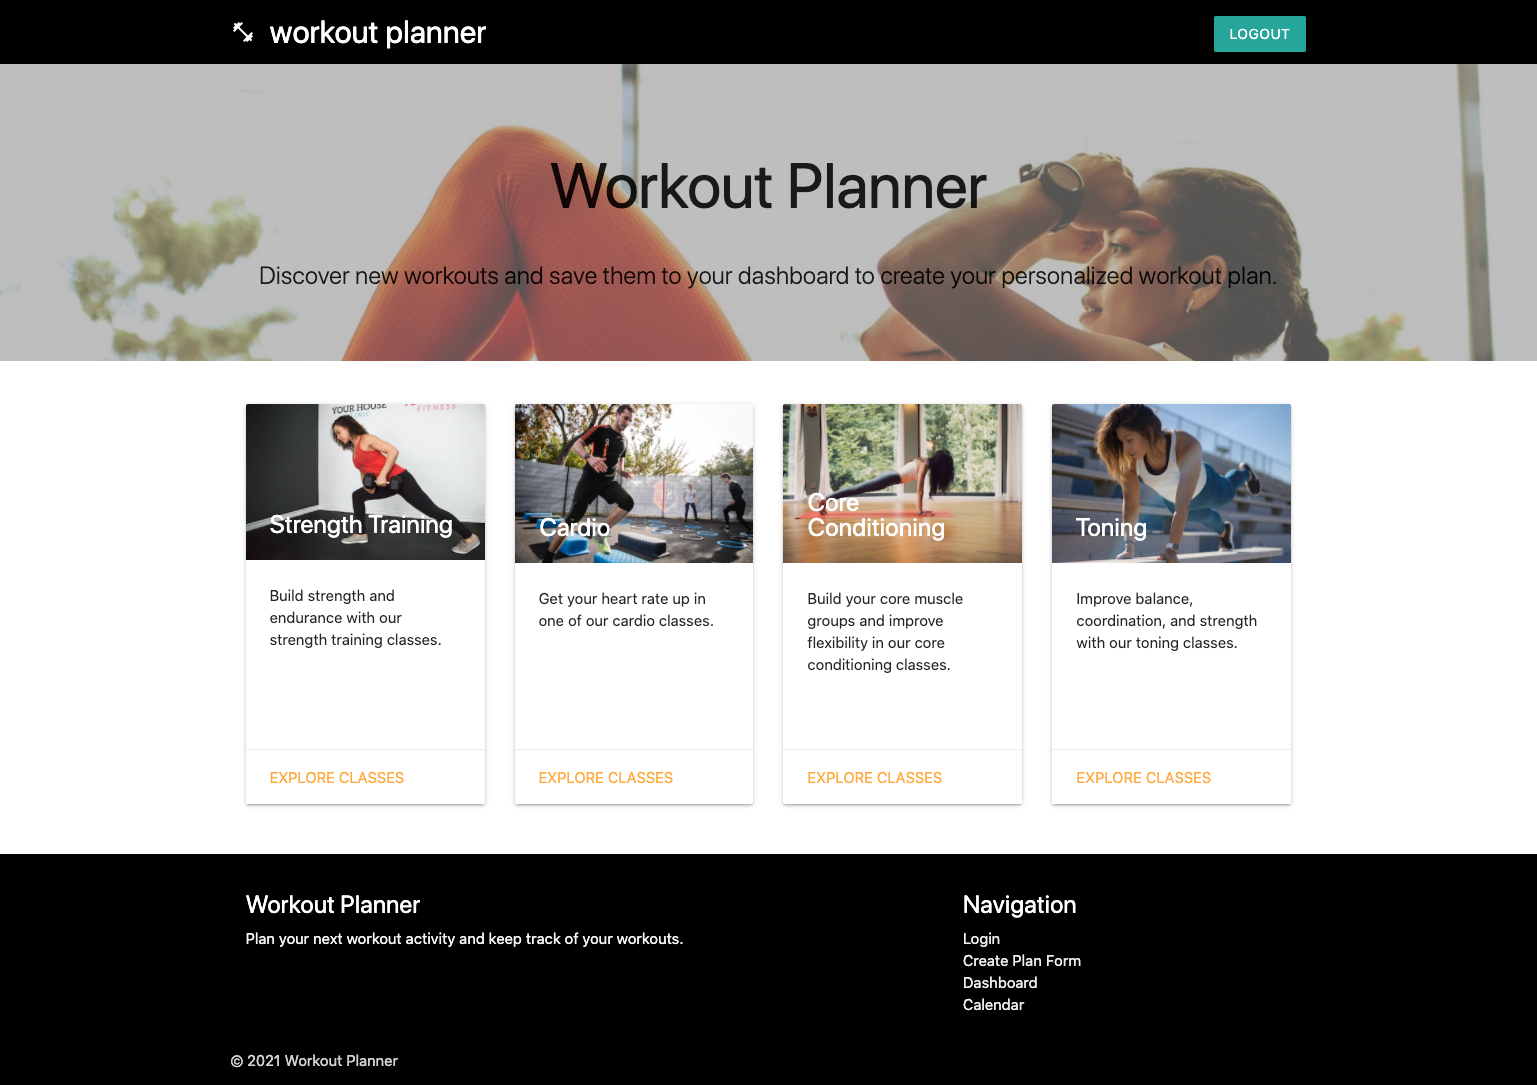 workout planner
LOGOUT
Workout Planner
Discover new workouts and save them to your dashboard to create your personalized workout plan.
YOUR HOUSE
CLINIC
FITNESS
Strength Training
Build strength and
endurance with our
strength training classes.
EXPLORE CLASSES
Cardio
Get your heart rate up in
one of our cardio classes.
EXPLORE CLASSES
Core
Conditioning
Build your core muscle
groups and improve
flexibility in our core
conditioning classes.
EXPLORE CLASSES
Toning
Improve balance,
coordination, and strength
with our toning classes.
EXPLORE CLASSES
Workout Planner
Plan your next workout activity and keep track of your workouts.
Navigation
Login
Create Plan Form
Dashboard
Calendar
© 2021 Workout Planner